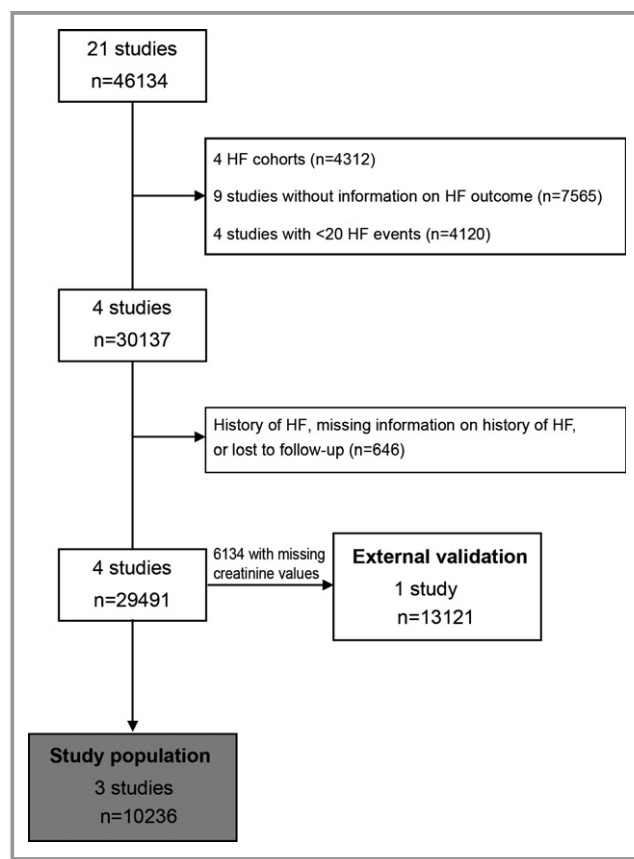 21 studies
n=46134
4 HF cohorts (n=4312)
9 studies without information on HF outcome (n=7565)
4 studies with <20 HF events (n=4120)
4 studies
n=30137
History of HF, missing information on history of HF,
or lost to follow-up (n=646)
4 studies
n=29491
6134 with missing
creatinine values
External validation
1 study
n=13121
Study population
3 studies
n=10236